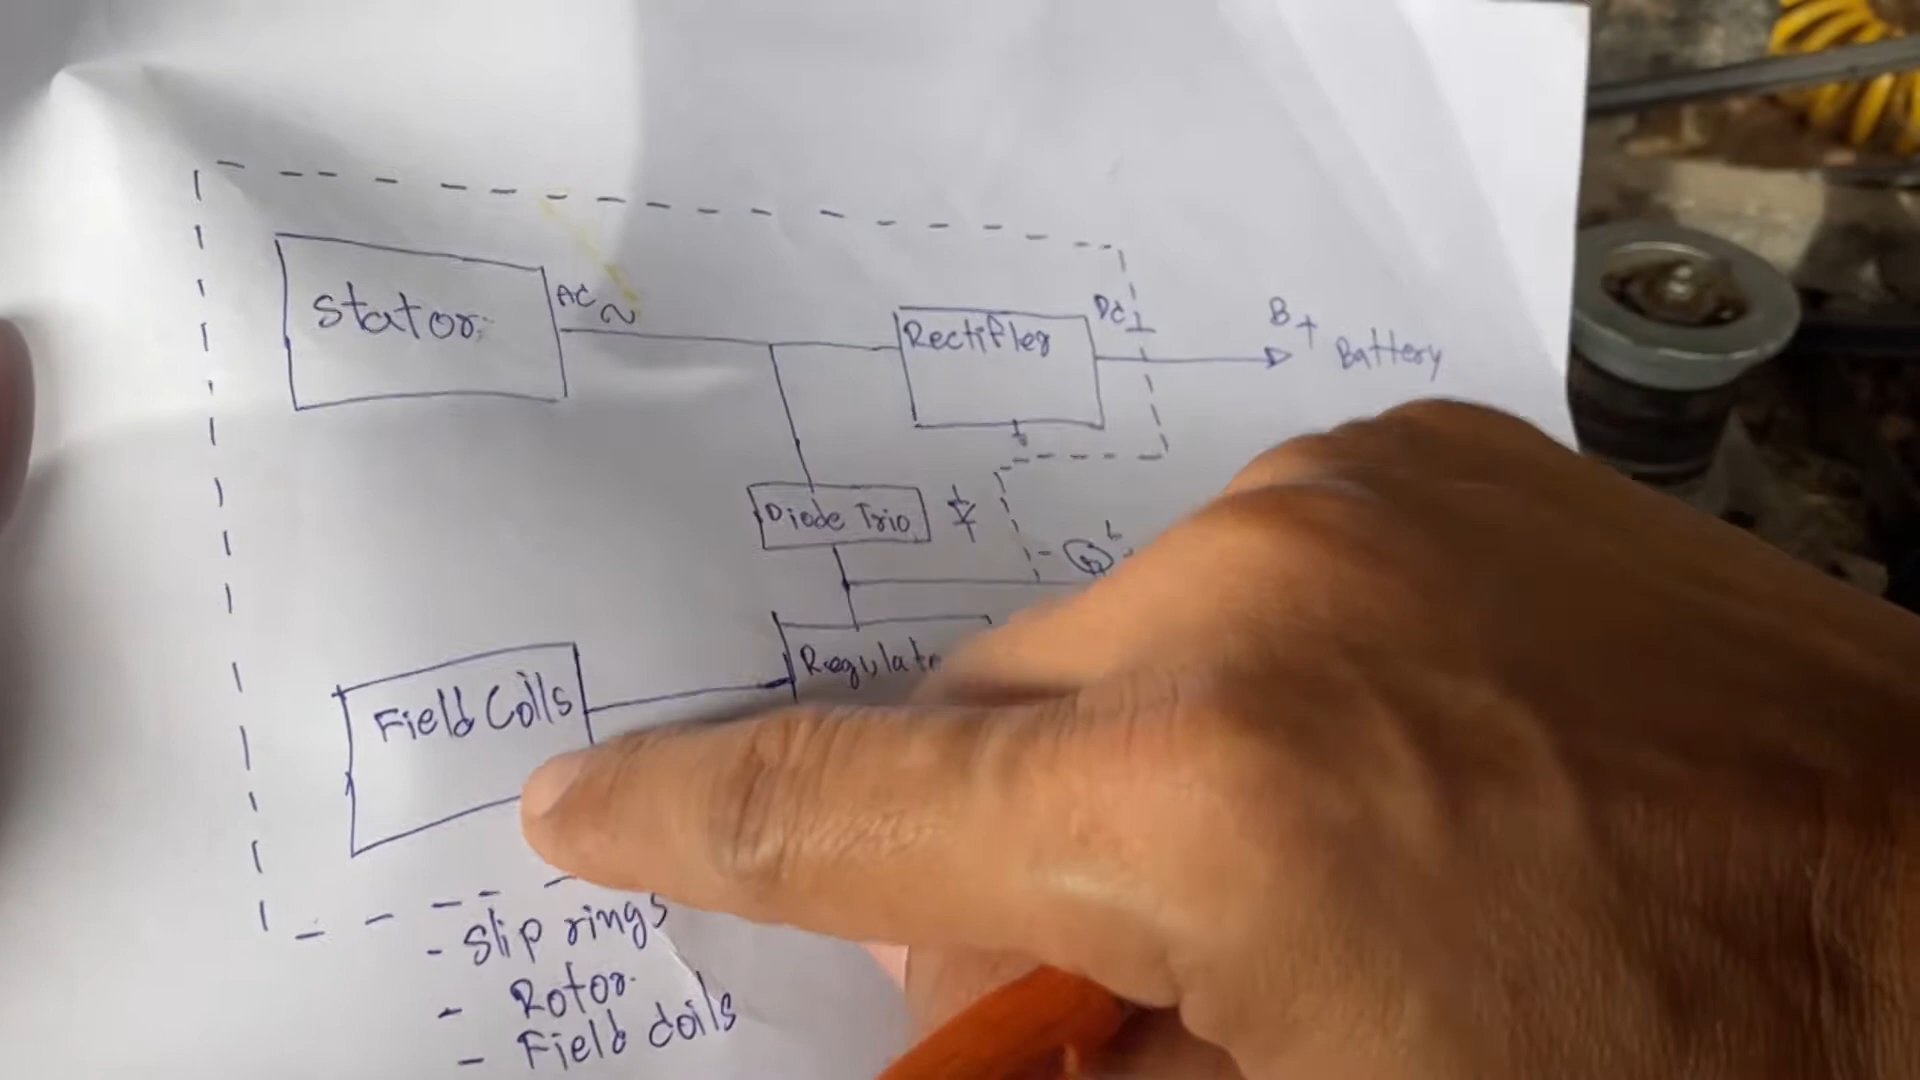 Stator
AC ~
Rectifier
DC
B+
Battery
Diode Trio
L
Field Coils
- Slip rings
- Rotor
- Field coils